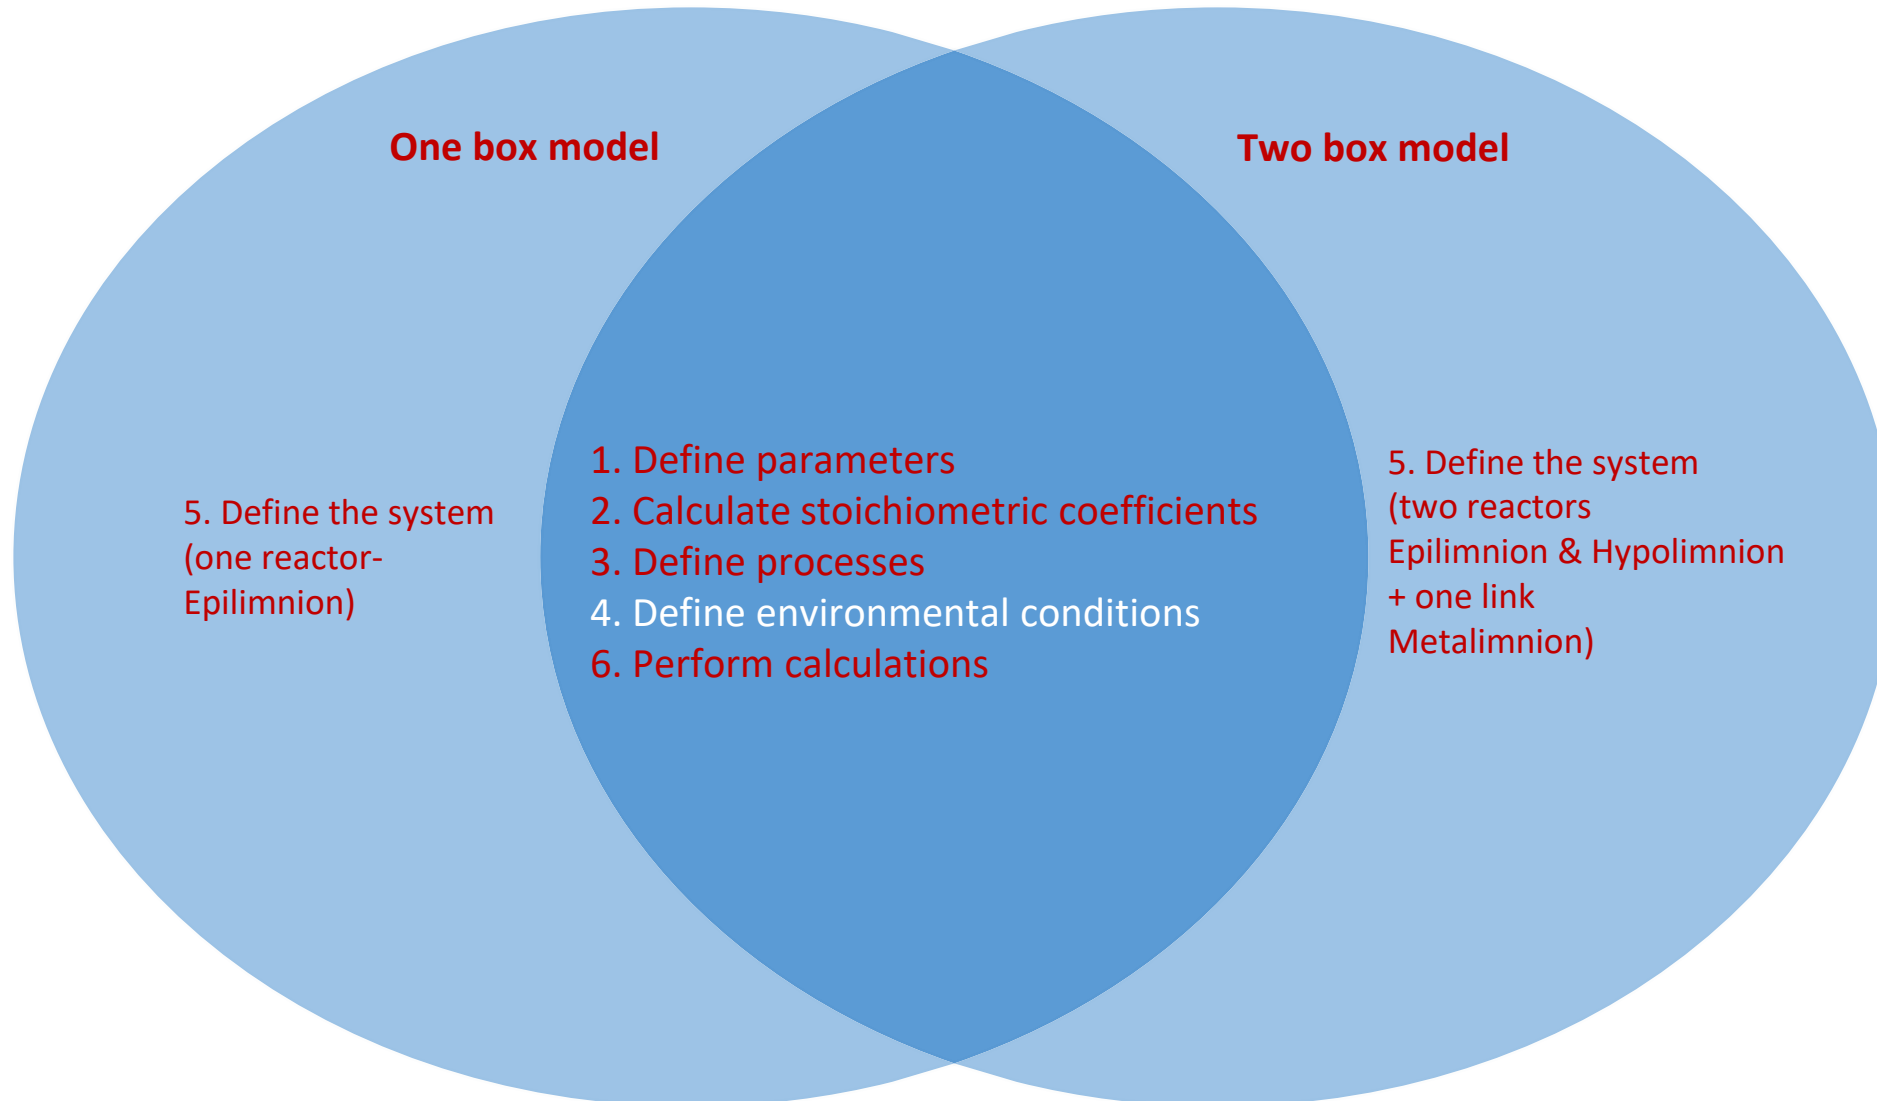 One box model
Two box model
5. Define the system
(one reactor-
Epilimnion)
1. Define parameters
2. Calculate stoichiometric coefficients
3. Define processes
4. Define environmental conditions
6. Perform calculations
5. Define the system
(two reactors
Epilimnion & Hypolimnion
+ one link
Metalimnion)